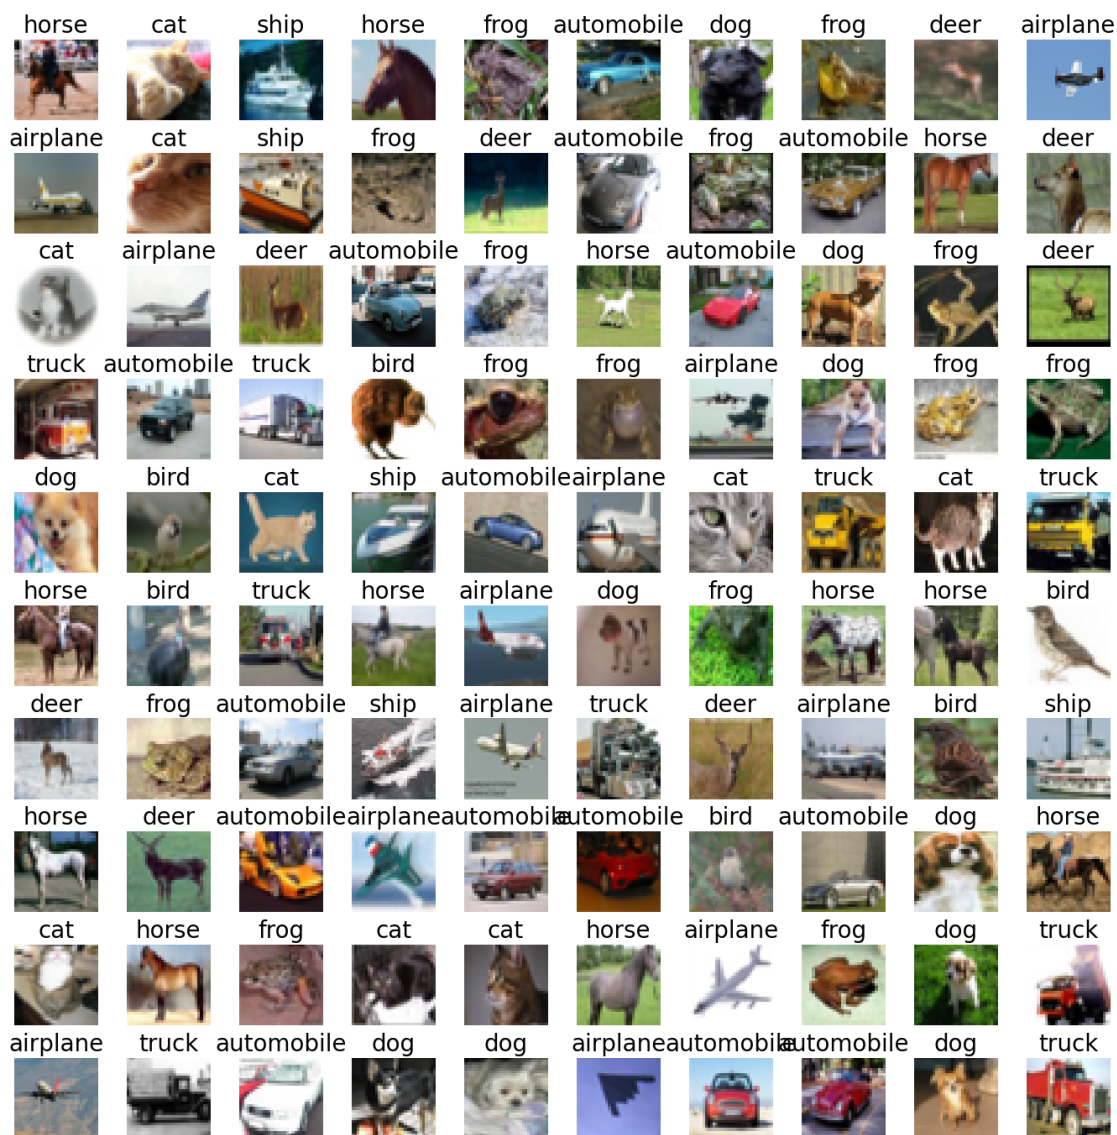 horse cat ship horse frog automobile dog frog deer airplane
airplane cat ship frog deer automobile frog automobile horse deer
cat airplane deer automobile frog horse automobile dog frog deer
truck automobile truck bird frog frog airplane dog frog frog
dog bird cat ship automobile airplane cat truck cat truck
horse bird truck horse airplane dog frog horse horse bird
deer frog automobile ship airplane truck deer airplane bird ship
horse deer automobile airplane automobile automobile bird automobile dog horse
cat horse frog cat cat horse airplane frog dog truck
airplane truck automobile dog dog airplane automobile automobile dog truck